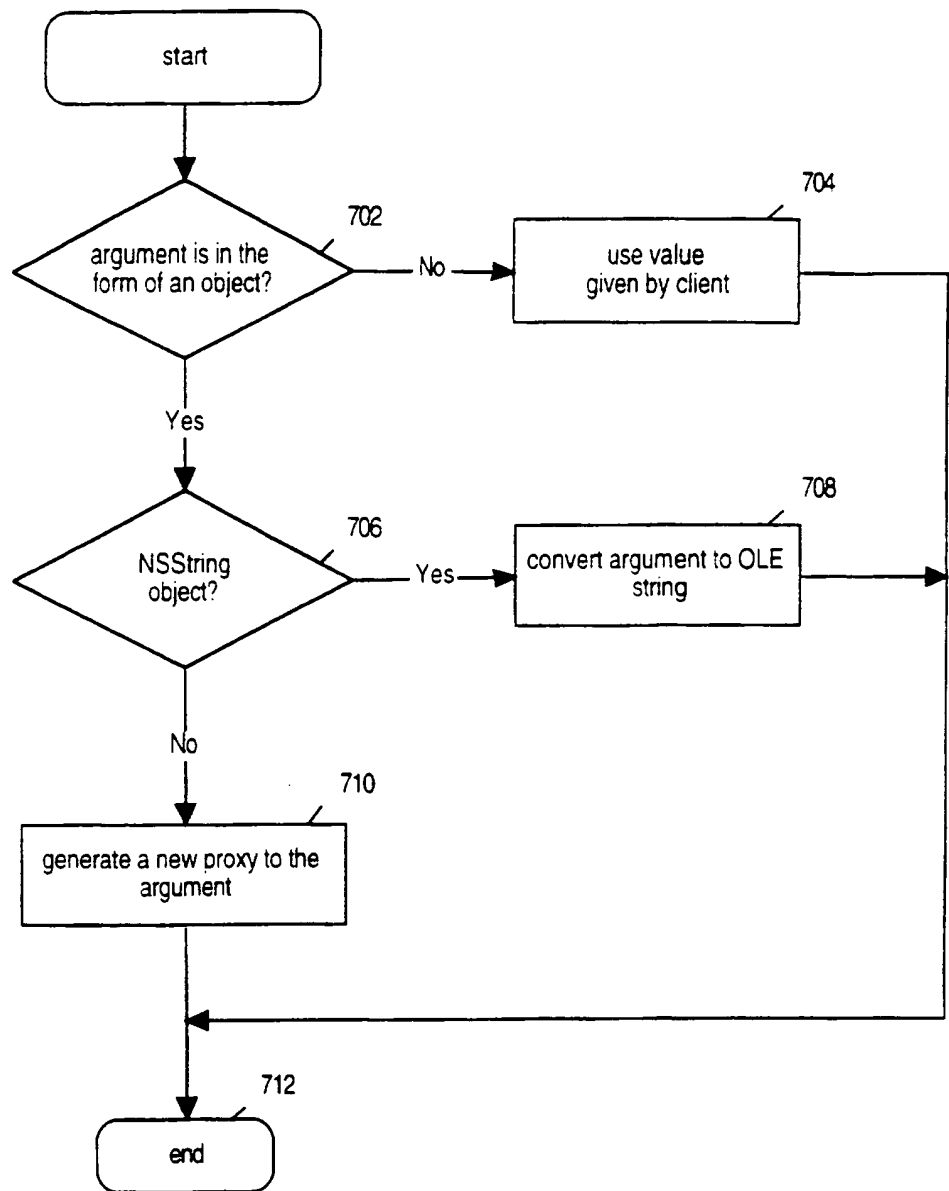 start
702
argument is in the
form of an object?
No
704
use value
given by client
Yes
706
NSString
object?
Yes
708
convert argument to OLE
string
No
710
generate a new proxy to the
argument
712
end